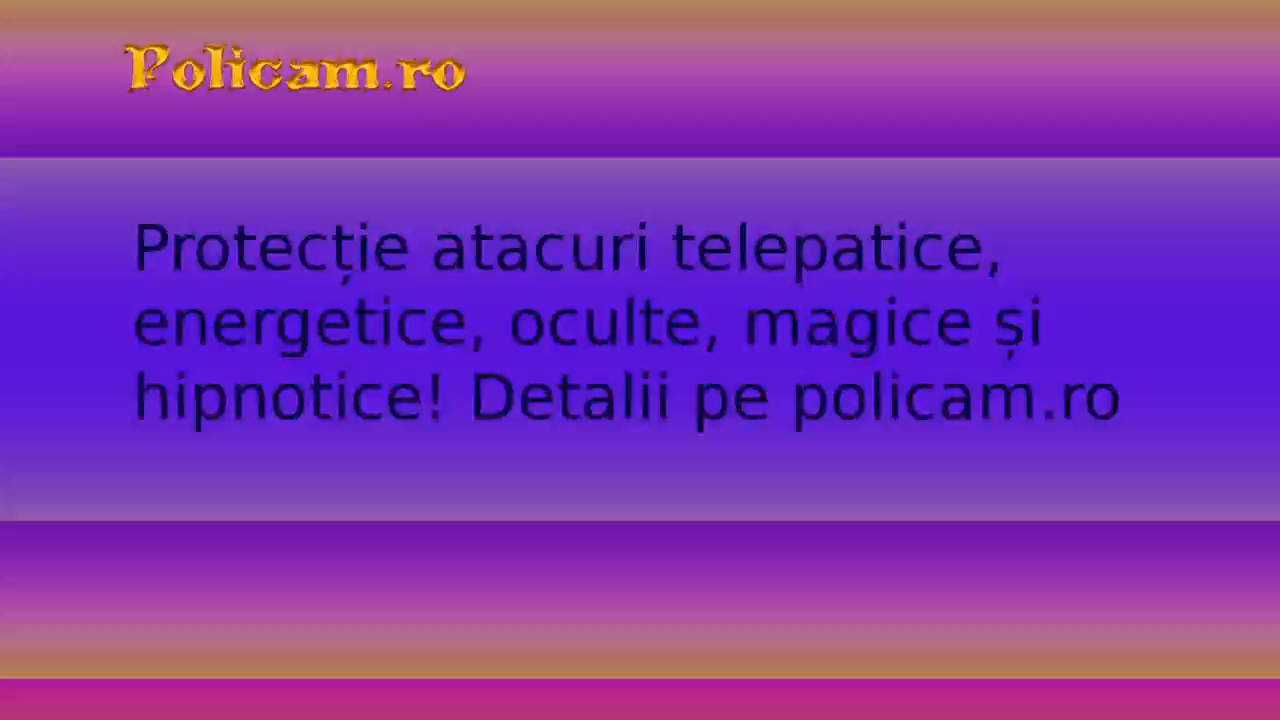 Policam.ro
Protecție atacuri telepatice,
energetice, oculte, magice și
hipnotice! Detalii pe policam.ro